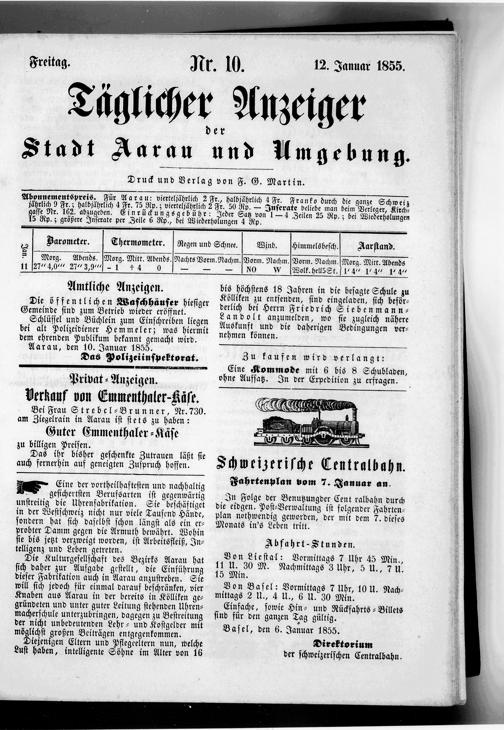 Freitag. Nr. 10. 12. Januar 1855.
Täglicher Anzeiger
der
Stadt Aarau und Umgebung.
Druck und Verlag von F. G. Martin.
Abonnementspreis. Für Aarau: vierteljährlich 2 Fr., halbjährlich 4 Fr. Franko durch die ganze Schweiz
jährlich 9 Fr.; halbjährlich 4 Fr. 75 Rp.; vierteljährlich 2 Fr. 50 Rp. — Inserate beliebe man beim Verleger, Kirch-
gasse Nr. 162. abzugeben. Einrückungsgebühr: Jeder Satz von 1—4 Zeilen 25 Rp.; bei Wiederholungen
15 Rp.; größere Inserate per Zeile 6 Rp., bei Wiederholungen 4 Rp.
Jan. Barometer. Thermometer. Regen und Schnee. Wind. Himmelsbesch. Aarstand.
Morg. Abends. Morg. Mitt. Abends Nachts Vorm. Nachm. Vorm. Nachm. Vorm. Nachm. Morg. Mitt. Abends
11 27" 4,0"' 27" 3,9"' – 1 + 4 0 — — — NO W Wolk. hell St. 1' 4" 1' 4" 1' 4"
Amtliche Anzeigen.
Die öffentlichen Waschhäuser hiesiger
Gemeinde sind zum Betrieb wieder eröffnet.
Schlüssel und Büchlein zum Einschreiben liegen
bei alt Polizeidiener Hemmeler; was hiermit
dem ehrenden Publikum bekannt gemacht wird.
Aarau, den 10. Januar 1855.
Das Polizeiinspektorat.
Privat-Anzeigen.
Verkauf von Emmenthaler-Käse.
Bei Frau Strebel-Brunner, Nr. 730.
am Ziegelrain in Aarau ist stets zu haben:
Guter Emmenthaler-Käse
zu billigen Preisen.
Das ihr bisher geschenkte Zutrauen läßt sie
auch fernerhin auf geneigten Zuspruch hoffen.
Eine der vortheilhaftesten und nachhaltig
gesichertsten Berufsarten ist gegenwärtig
unstreitig die Uhrenfabrikation. Sie beschäftiget
in der Westschweiz nicht nur viele Tausend Hände,
sondern hat sich daselbst schon längst als ein er-
probter Damm gegen die Armuth bewährt. Wohin
sie bis jetzt verzweigt worden, ist Arbeitsfleiß, In-
telligenz und Leben getreten.
Die Kulturgesellschaft des Bezirks Aarau hat
sich daher zur Aufgabe gestellt, die Einführung
dieser Fabrikation auch in Aarau anzustreben. Sie
will sich jedoch für einmal darauf beschränken, vier
Knaben aus Aarau in der bereits in Kölliken ge-
gründeten und unter guter Leitung stehenden Uhren-
macherschule unterzubringen, dagegen zu Bestreitung
der nicht unbedeutenden Lehr- und Kostgelder mit
möglichst großen Beiträgen entgegenkommen.
Diejenigen Eltern und Pflegeeltern nun, welche
Lust haben, intelligente Söhne im Alter von 16
bis höchstens 18 Jahren in die besagte Schule zu
Kölliken zu entsenden, sind eingeladen, sich beför-
derlich bei Herrn Friedrich Siebenmann-
Landolt anzumelden, wo sie zugleich nähere
Auskunft und die daherigen Bedingungen ver-
nehmen können.
Zu kaufen wird verlangt:
Eine Kommode mit 6 bis 8 Schubladen,
ohne Aufsatz. In der Expedition zu erfragen.
Schweizerische Centralbahn.
Fahrtenplan vom 7. Januar an.
In Folge der Benutzung der Centralbahn durch
die eidgen. Post-Verwaltung ist folgender Fahrten-
plan nothwendig geworden, der mit dem 7. dieses
Monats in's Leben tritt.
Abfahrt-Stunden.
Von Liestal: Vormittags 7 Uhr 45 Min.,
11 U. 30 M. Nachmittags 3 Uhr, 5 U., 7 U.
15 Min.
Von Basel: Vormittags 7 Uhr, 10 U. Nach-
mittags 2 U., 4 U., 6 U. 30 Min.
Einfache, sowie Hin- und Rückfahrts-Billets
sind für den ganzen Tag gültig.
Basel, den 6. Januar 1855.
Direktorium
der schweizerischen Centralbahn.